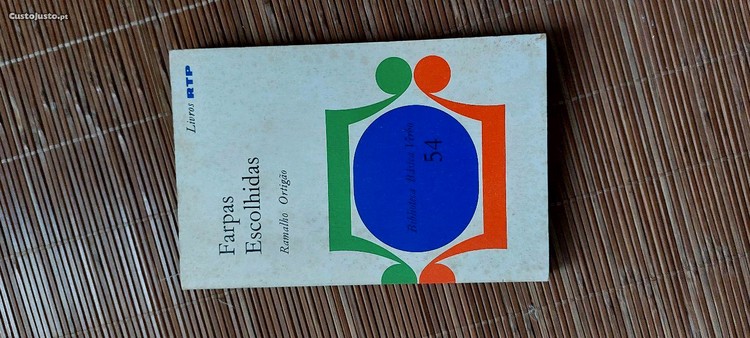 CustoJusto.pt
Livros RTP
Farpas
Escolhidas
Ramalho Ortigão
Biblioteca Básica Verbo
54